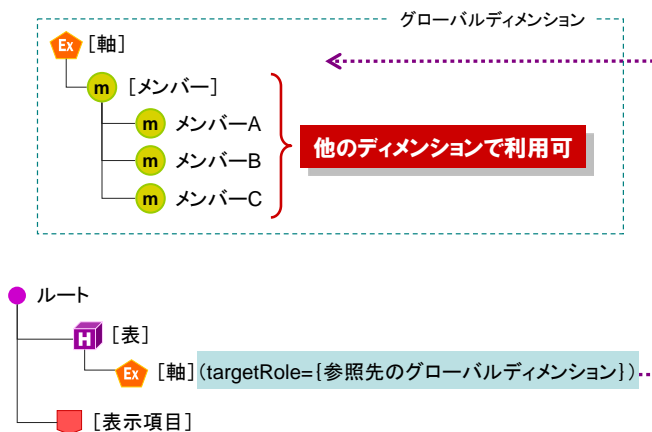 グローバルディメンション
Ex [軸]
m [メンバー]
m メンバーA
m メンバーB
m メンバーC
他のディメンションで利用可
ルート
H [表]
Ex [軸](targetRole={参照先のグローバルディメンション})
[表示項目]